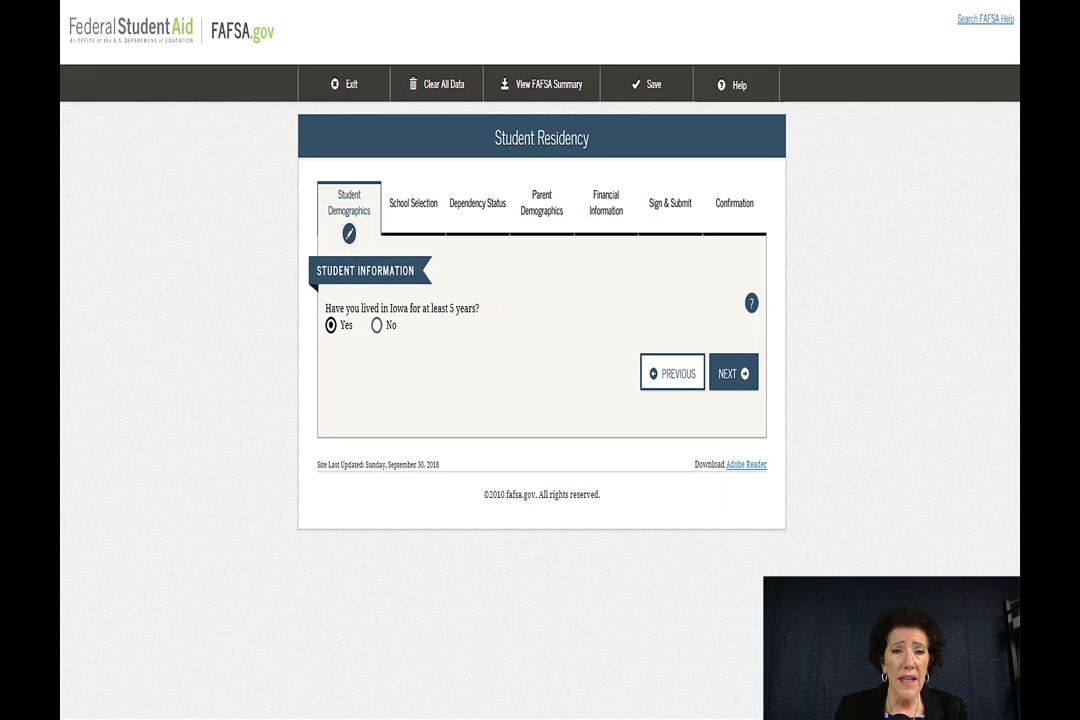 Federal Student Aid
An OFFICE of the U.S. DEPARTMENT of EDUCATION
FAFSA.gov
Search FAFSA Help
Exit
Clear All Data
View FAFSA Summary
Save
? Help
Student Residency
Student
Demographics
School Selection
Dependency Status
Parent
Demographics
Financial
Information
Sign & Submit
Confirmation
STUDENT INFORMATION
Have you lived in Iowa for at least 5 years?
?
Yes
No
PREVIOUS
NEXT
Site Last Updated: Sunday, September 30, 2018
Download Adobe Reader
©2010 fafsa.gov. All rights reserved.